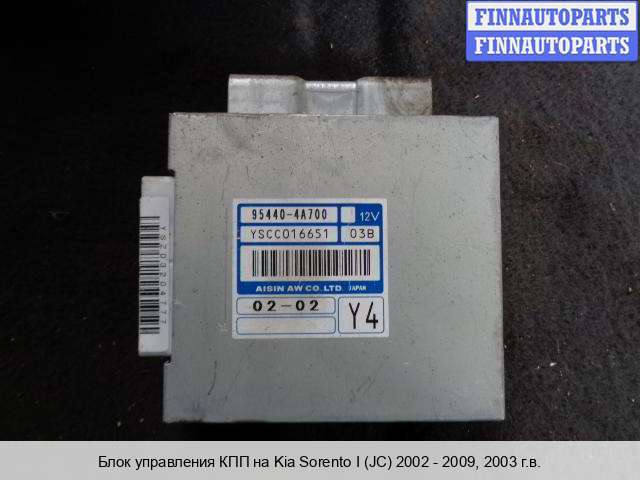 FINNAUTOPARTS
FINNAUTOPARTS
95440-4A700 12V
YSCC016651 03B
AISIN AW CO., LTD. JAPAN
02-02
Y4
YSZ03204777
Блок управления КПП на Kia Sorento I (JC) 2002 - 2009, 2003 г.в.